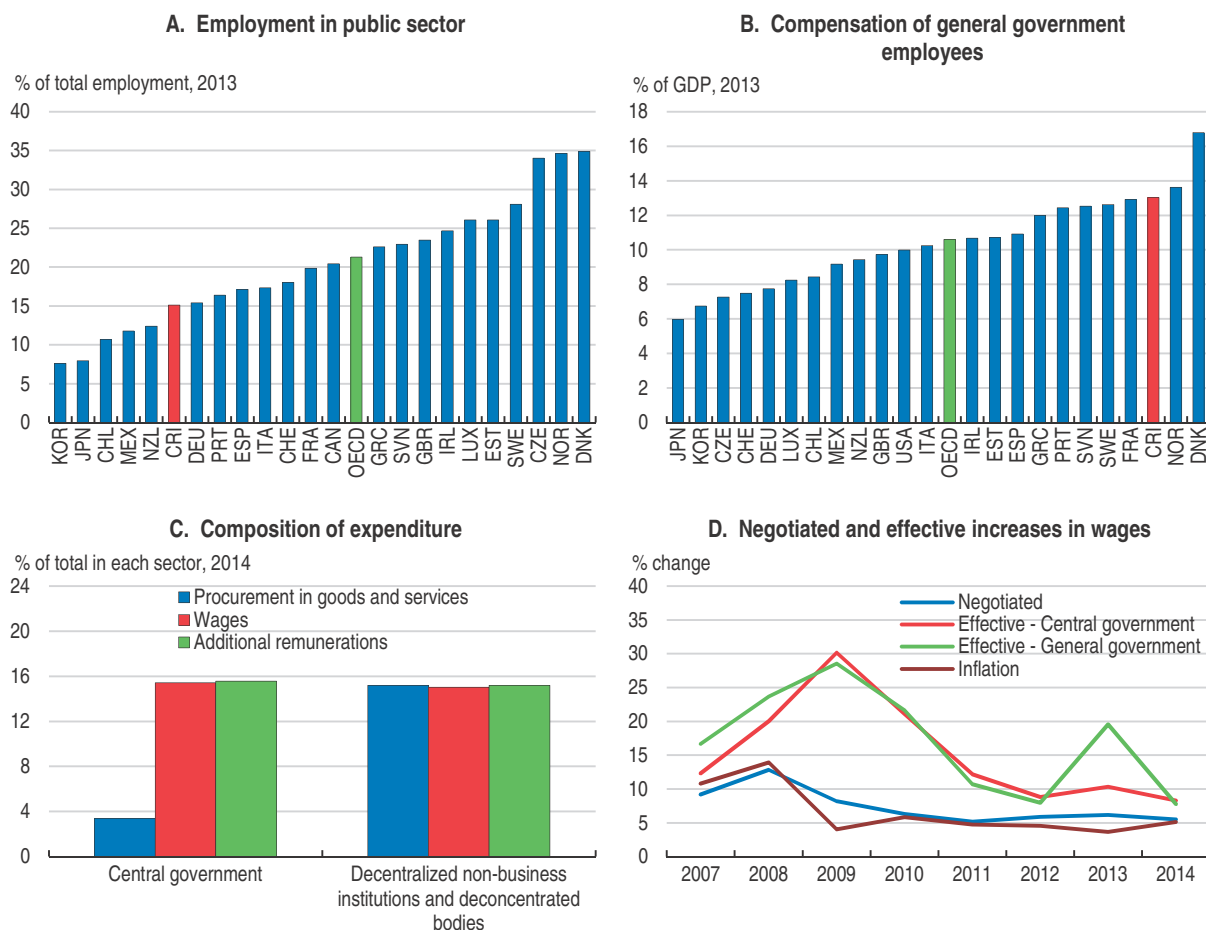 A. Employment in public sector
% of total employment, 2013
40
35
30
25
20
15
10
5
0
KOR JPN CHL MEX NZL CRI DEU PRT ESP ITA CHE FRA CAN OECD GRC SVN GBR IRL LUX EST SWE CZE NOR DNK
B. Compensation of general government
employees
% of GDP, 2013
18
16
14
12
10
8
6
4
2
0
JPN KOR CZE CHE DEU LUX CHL MEX NZL GBR USA ITA OECD IRL EST ESP GRC PRT SVN SWE FRA CRI NOR DNK
C. Composition of expenditure
% of total in each sector, 2014
24
20
16
12
8
4
0
Procurement in goods and services
Wages
Additional remunerations
Central government
Decentralized non-business
institutions and deconcentrated
bodies
D. Negotiated and effective increases in wages
% change
40
35
30
25
20
15
10
5
0
Negotiated
Effective - Central government
Effective - General government
Inflation
2007 2008 2009 2010 2011 2012 2013 2014